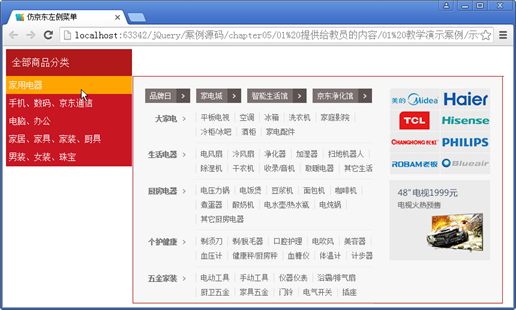 仿京东左侧菜单
localhost:63342/jQuery/案例源码/chapter05/01%20提供给教员的内容/01%20教学演示案例/示
全部商品分类
家用电器
手机、数码、京东通信
电脑、办公
家居、家具、家装、厨具
男装、女装、珠宝
品牌日 > 家电城 > 智能生活馆 > 京东净化馆 >
大家电 > 平板电视 空调 冰箱 洗衣机 家庭影院
冷柜/冰吧 酒柜 家电配件
生活电器 > 电风扇 冷风扇 净化器 加湿器 扫地机器人
除湿机 干衣机 收录/音机 取暖电器 其它生活
厨房电器 > 电压力锅 电饭煲 豆浆机 面包机 咖啡机
煮蛋器 酸奶机 电水壶/热水瓶 电炖锅
其它厨房电器
个护健康 > 剃须刀 剃/脱毛器 口腔护理 电吹风 美容器
血压计 健康秤/厨房秤 血糖仪 体温计 计步器
五金家装 > 电动工具 手动工具 仪器仪表 浴霸/排气扇
厨卫五金 家具五金 门铃 电气开关 插座
美的 Midea Haier
TCL Hisense
CHANGHONG长虹 PHILIPS
ROBAM老板 Blueair
48"电视1999元
电视火热预售